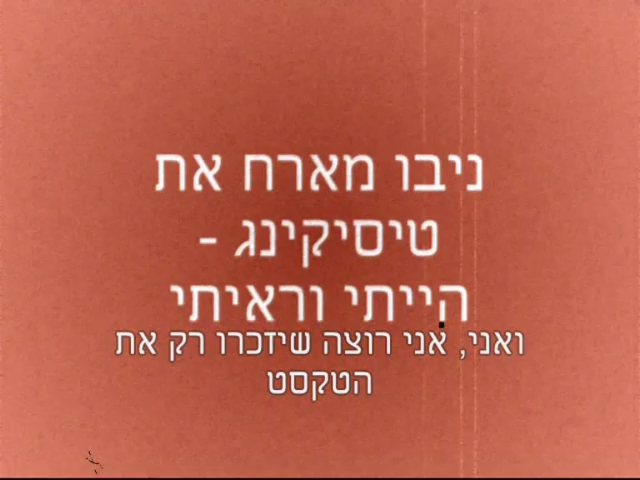 ניבו מארח את
טיסיקינג -
הייתי וראיתי
ואני, אני רוצה שיזכרו רק את
הטקסט